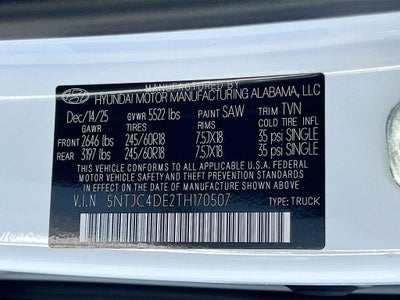 MANUFACTURED BY
HYUNDAI MOTOR MANUFACTURING ALABAMA, LLC
Dec/14/25 GVWR 5522 lbs PAINT SAW TRIM TVN
GAWR TIRES RIMS COLD TIRE INFL.
FRONT 2646 lbs 245/60R18 7.5JX18 35 psi SINGLE
REAR 3197 lbs 245/60R18 7.5JX18 35 psi SINGLE
THIS VEHICLE CONFORMS TO ALL APPLICABLE
U.S.A. FEDERAL MOTOR VEHICLE
SAFETY STANDARDS IN EFFECT ON
THE DATE OF MANUFACTURE SHOWN ABOVE.
V.I.N 5NTJC4DE2TH170507 TYPE: TRUCK